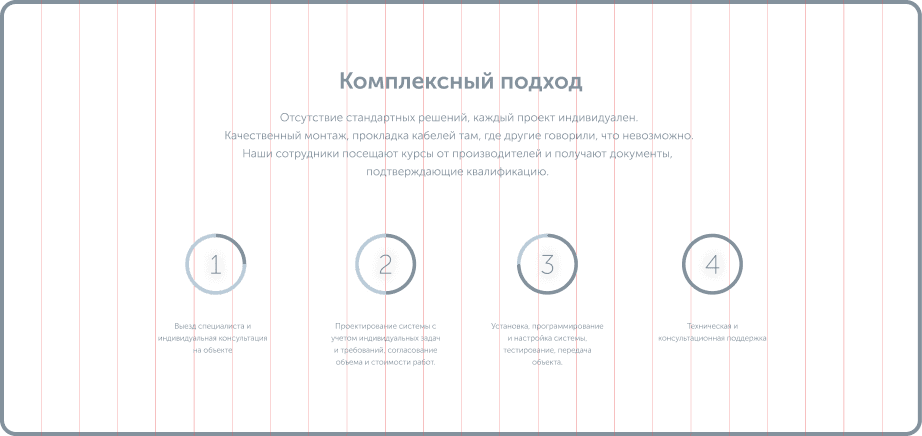 Комплексный подход
Отсутствие стандартных решений, каждый проект индивидуален.
Качественный монтаж, прокладка кабелей там, где другие говорили, что невозможно.
Наши сотрудники посещают курсы от производителей и получают документы,
подтверждающие квалификацию.
1
2
3
4
Выезд специалиста и
индивидуальная консультация
на объекте
Проектирование системы с
учетом индивидуальных задач
и требований, согласование
объема и стоимости работ.
Установка, программирование
и настройка системы,
тестирование, передача
объекта.
Техническая и
консультационная поддержка